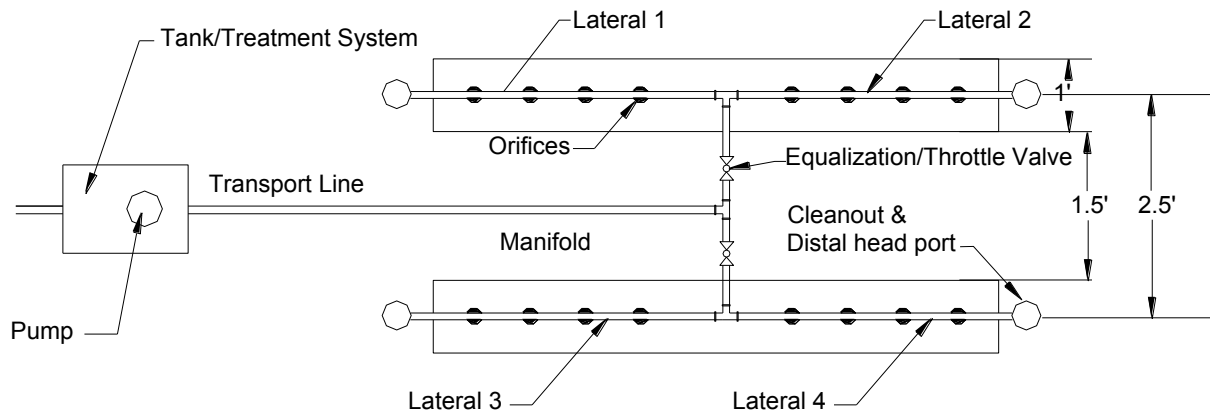 Lateral 1
Lateral 2
Tank/Treatment System
1'
Orifices
Equalization/Throttle Valve
Transport Line
1.5'
2.5'
Cleanout &
Distal head port
Manifold
Pump
Lateral 3
Lateral 4